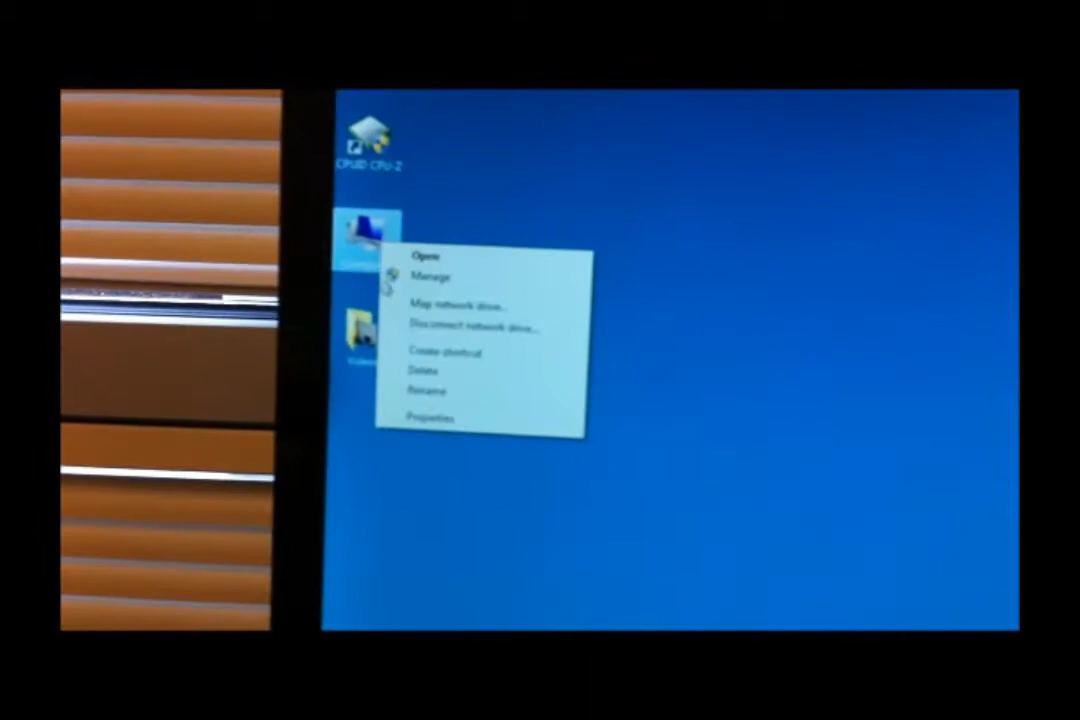 CPUID CPU-Z
Open
Manage
Map network drive...
Disconnect network drive...
Create shortcut
Delete
Rename
Properties